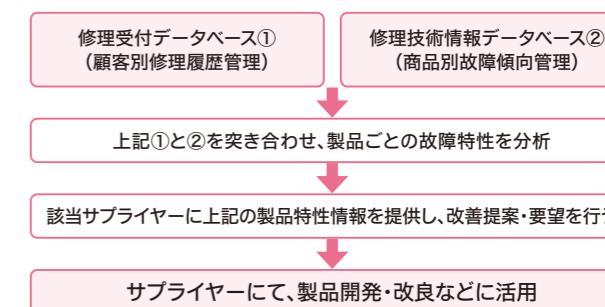 修理受付データベース①
（顧客別修理履歴管理）
修理技術情報データベース②
（商品別故障傾向管理）
上記①と②を突き合わせ、製品ごとの故障特性を分析
該当サプライヤーに上記の製品特性情報を提供し、改善提案・要望を行う
サプライヤーにて、製品開発・改良などに活用